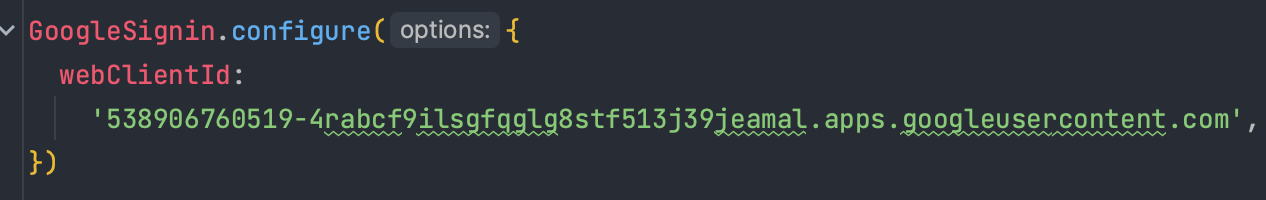 GoogleSignin.configure( options: {
webClientId:
'538906760519-4rabcf9ilsgfqglg8stf513j39jeamal.apps.googleusercontent.com',
})